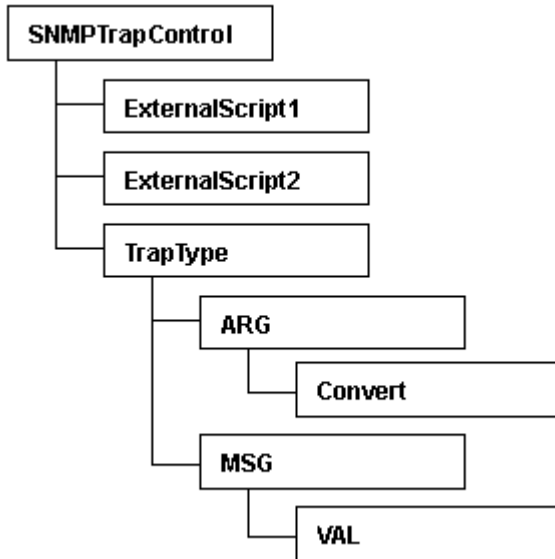 SNMPTrapControl
ExternalScript1
ExternalScript2
TrapType
ARG
Convert
MSG
VAL